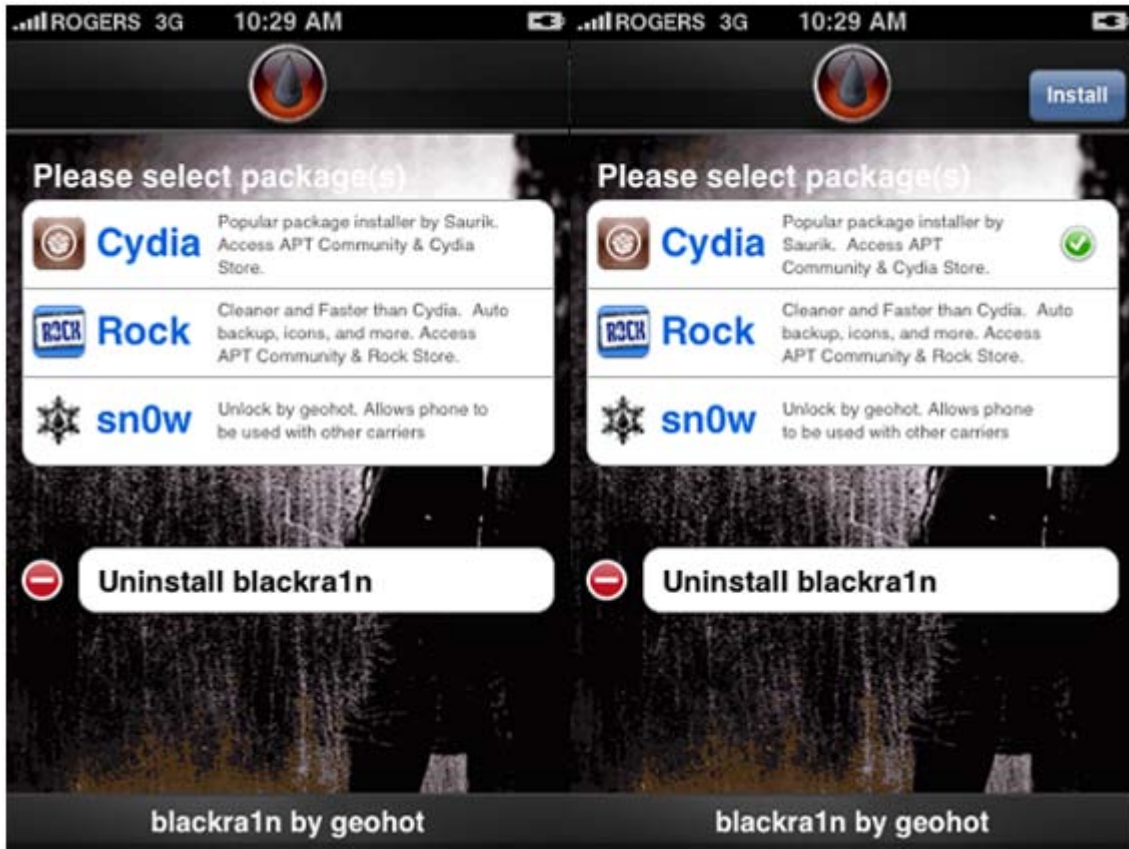 ROGERS 3G 10:29 AM
Please select package(s)
Cydia
Popular package installer by Saurik.
Access APT Community & Cydia
Store.
ROCK
Rock
Cleaner and Faster than Cydia. Auto
backup, icons, and more. Access
APT Community & Rock Store.
sn0w
Unlock by geohot. Allows phone to
be used with other carriers
Uninstall blackra1n
blackra1n by geohot
ROGERS 3G 10:29 AM
Install
Please select package(s)
Cydia
Popular package installer by
Saurik. Access APT
Community & Cydia Store.
ROCK
Rock
Cleaner and Faster than Cydia. Auto
backup, icons, and more. Access
APT Community & Rock Store.
sn0w
Unlock by geohot. Allows phone
to be used with other carriers
Uninstall blackra1n
blackra1n by geohot